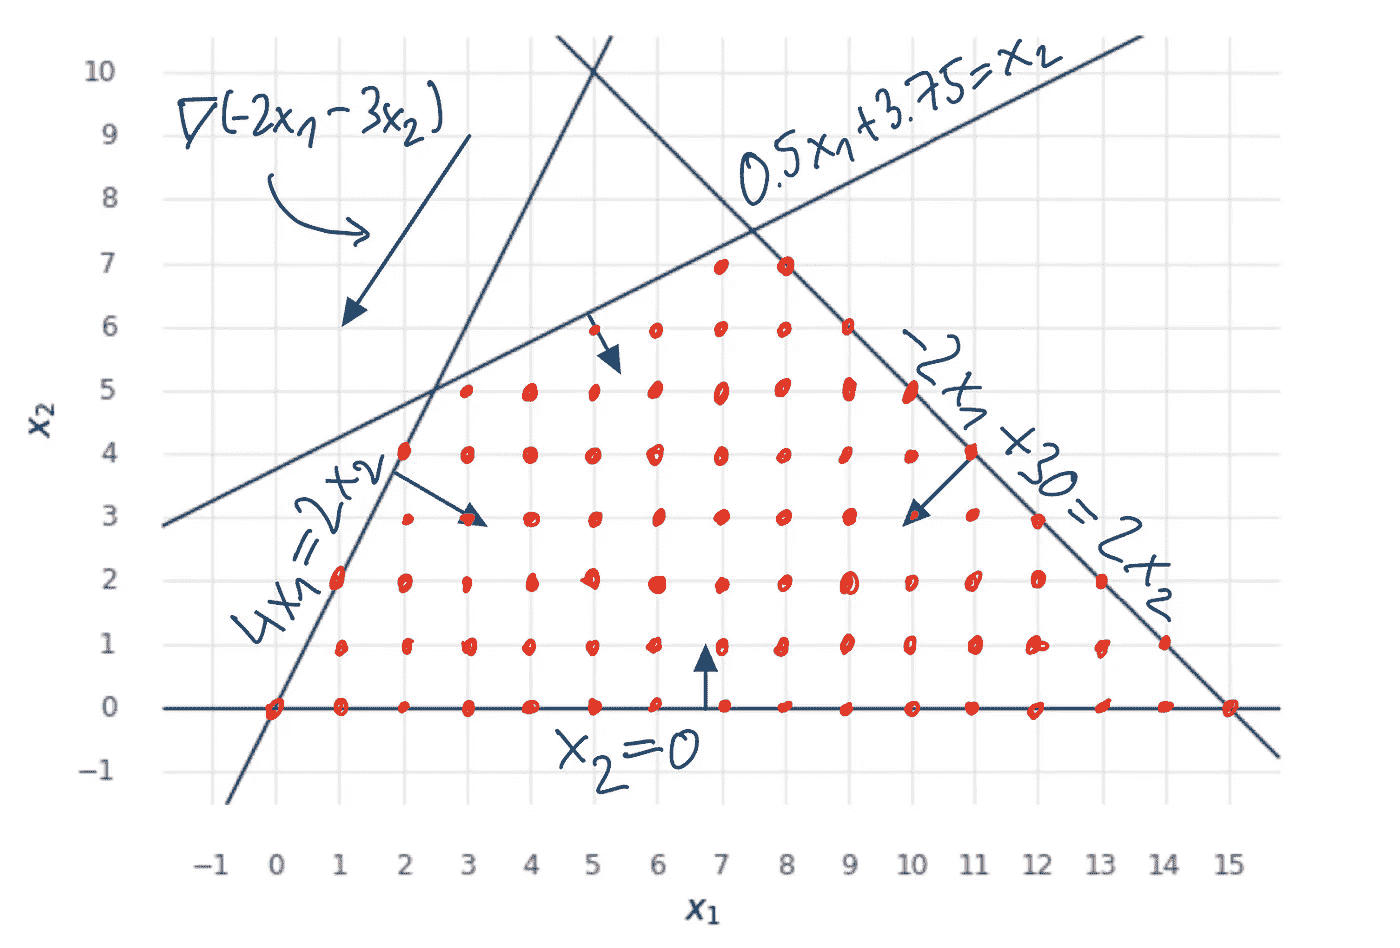 ∇(-2x₁ - 3x₂)
0.5x₁+3.75=x₂
-2x₁ + 30=2x₂
4x₁=2x₂
x₂=0
10
9
8
7
6
5
4
3
2
1
0
−1
x₂
−1 0 1 2 3 4 5 6 7 8 9 10 11 12 13 14 15
x₁